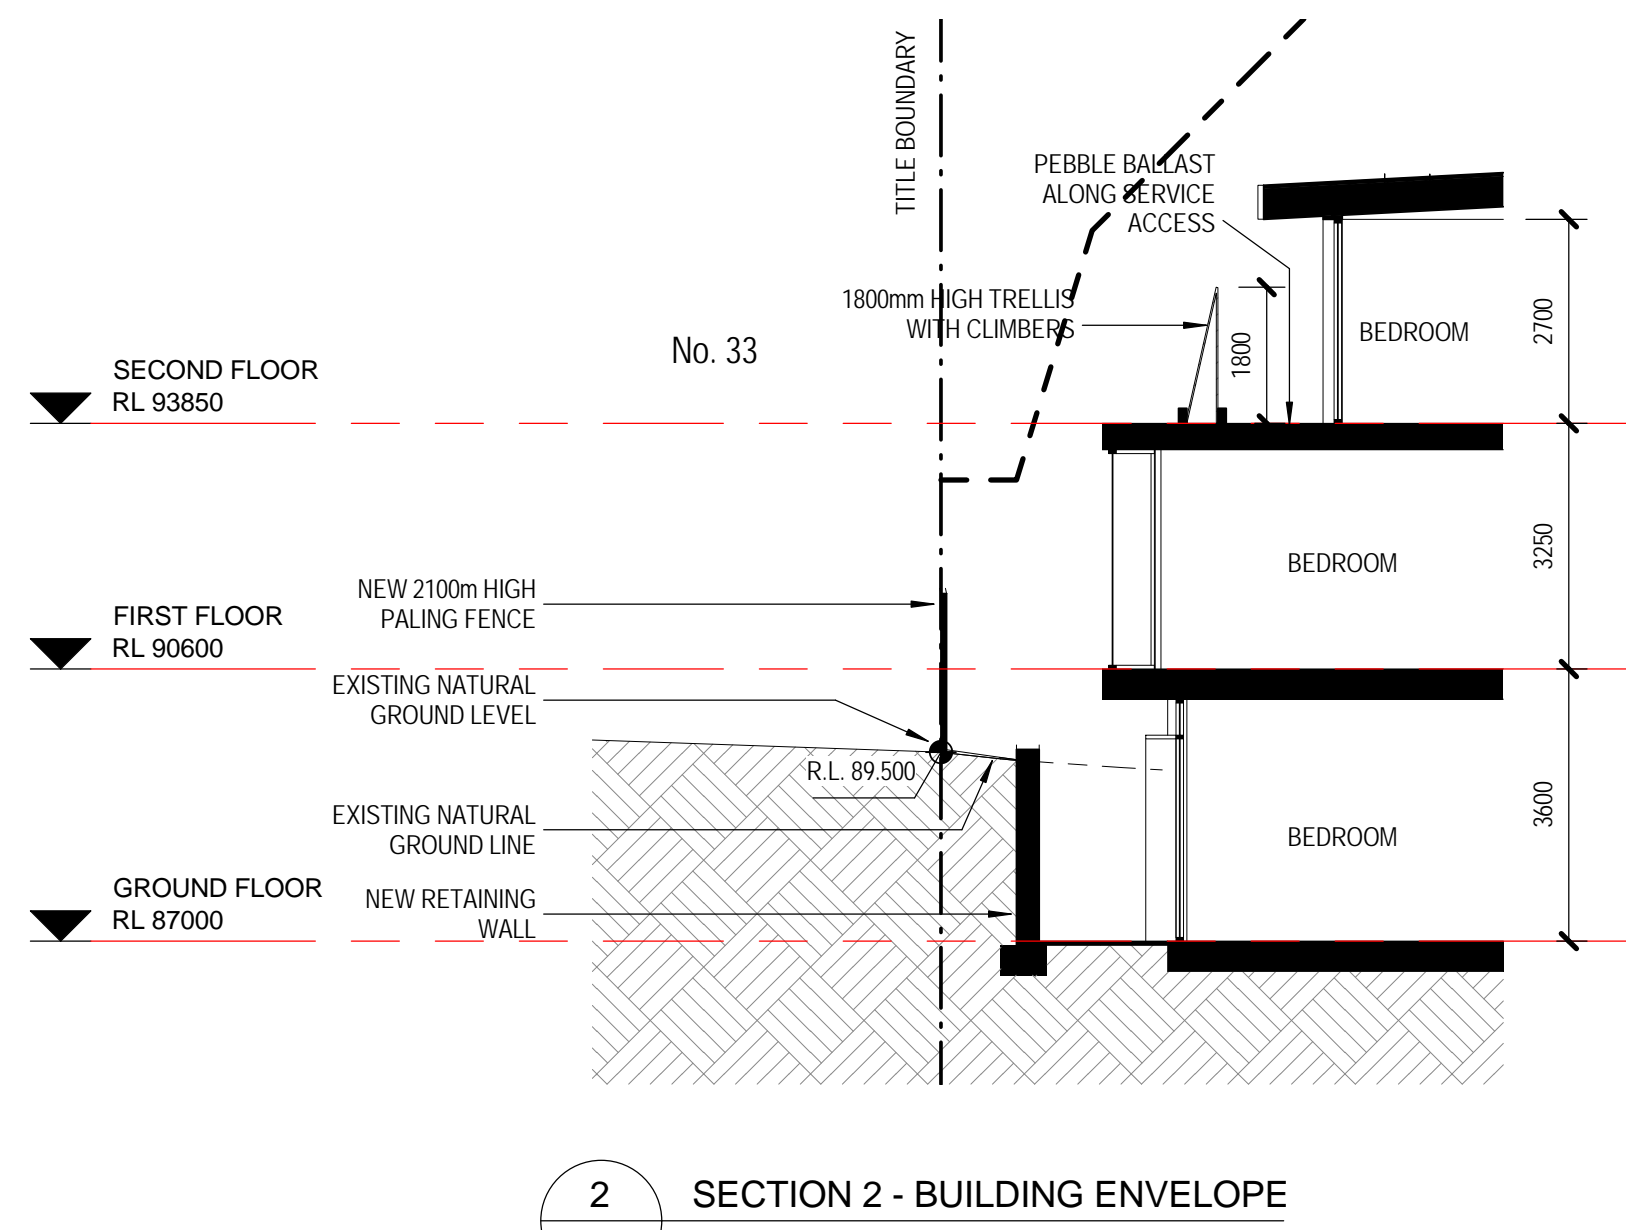 TITLE BOUNDARY
PEBBLE BALLAST
ALONG SERVICE
ACCESS
1800mm HIGH TRELLIS
WITH CLIMBERS
1800
BEDROOM
2700
No. 33
SECOND FLOOR
RL 93850
NEW 2100m HIGH
PALING FENCE
BEDROOM
3250
FIRST FLOOR
RL 90600
EXISTING NATURAL
GROUND LEVEL
R.L. 89.500
EXISTING NATURAL
GROUND LINE
BEDROOM
3600
GROUND FLOOR
RL 87000
NEW RETAINING
WALL
2
SECTION 2 - BUILDING ENVELOPE